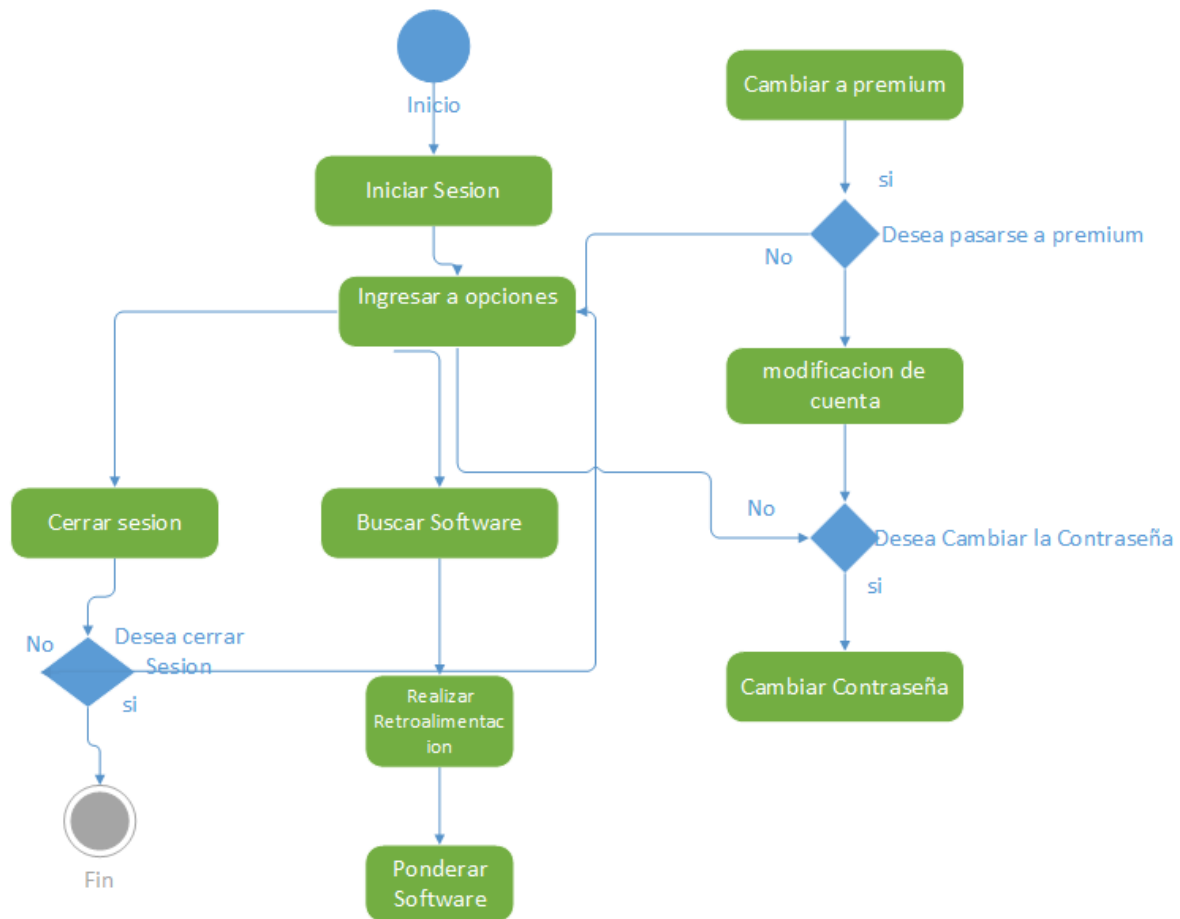 Inicio
Cambiar a premium
Iniciar Sesion
si
Desea pasarse a premium
No
Ingresar a opciones
modificacion de
cuenta
Cerrar sesion
Buscar Software
No
Desea Cambiar la Contraseña
si
No
Desea cerrar
Sesion
si
Realizar
Retroalimentac
ion
Cambiar Contraseña
Fin
Ponderar
Software